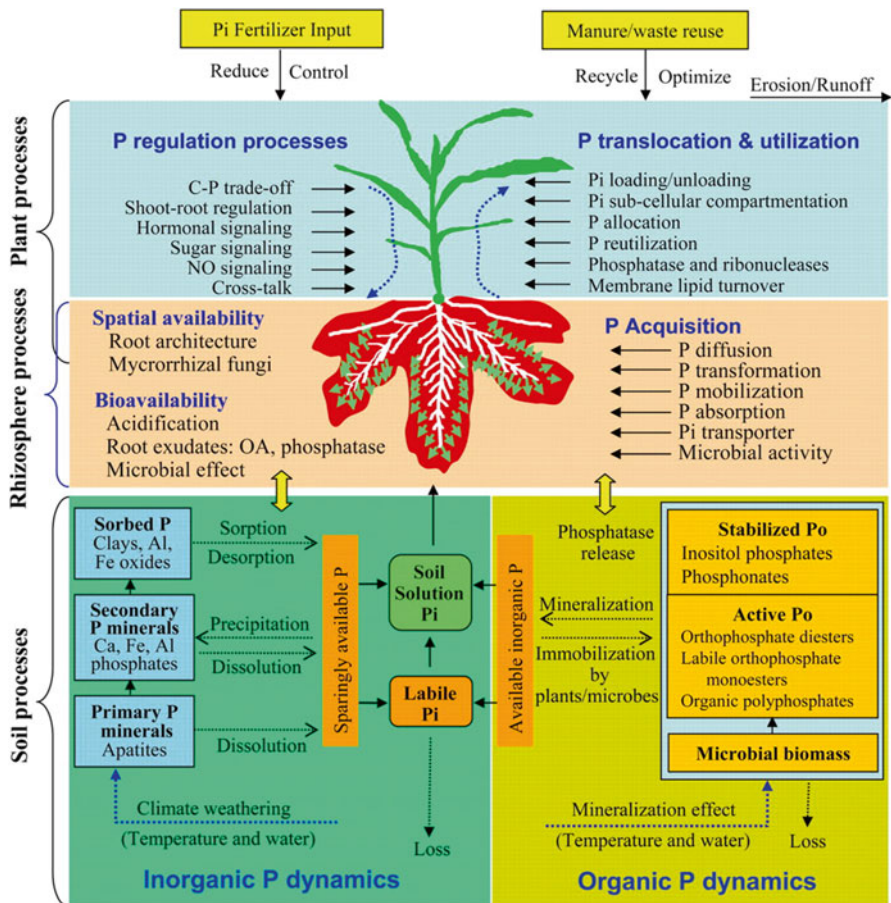 Pi Fertilizer Input
Manure/waste reuse
Reduce Control
Recycle Optimize
Erosion/Runoff
Plant processes
P regulation processes
C-P trade-off
Shoot-root regulation
Hormonal signaling
Sugar signaling
NO signaling
Cross-talk
P translocation & utilization
Pi loading/unloading
Pi sub-cellular compartmentation
P allocation
P reutilization
Phosphatase and ribonucleases
Membrane lipid turnover
Rhizosphere processes
Spatial availability
Root architecture
Mycrorrhizal fungi
Bioavailability
Acidification
Root exudates: OA, phosphatase
Microbial effect
P Acquisition
P diffusion
P transformation
P mobilization
P absorption
Pi transporter
Microbial activity
Soil processes
Sorbed P
Clays, Al,
Fe oxides
Secondary
P minerals
Ca, Fe, Al
phosphates
Primary P
minerals
Apatites
Sorption
Desorption
Precipitation
Dissolution
Dissolution
Climate weathering
(Temperature and water)
Sparingly available P
Soil
Solution
Pi
Labile
Pi
Loss
Inorganic P dynamics
Available inorganic P
Phosphatase
release
Mineralization
Immobilization
by
plants/microbes
Stabilized Po
Inositol phosphates
Phosphonates
Active Po
Orthophosphate diesters
Labile orthophosphate
monoesters
Organic polyphosphates
Microbial biomass
Mineralization effect
(Temperature and water)
Loss
Organic P dynamics